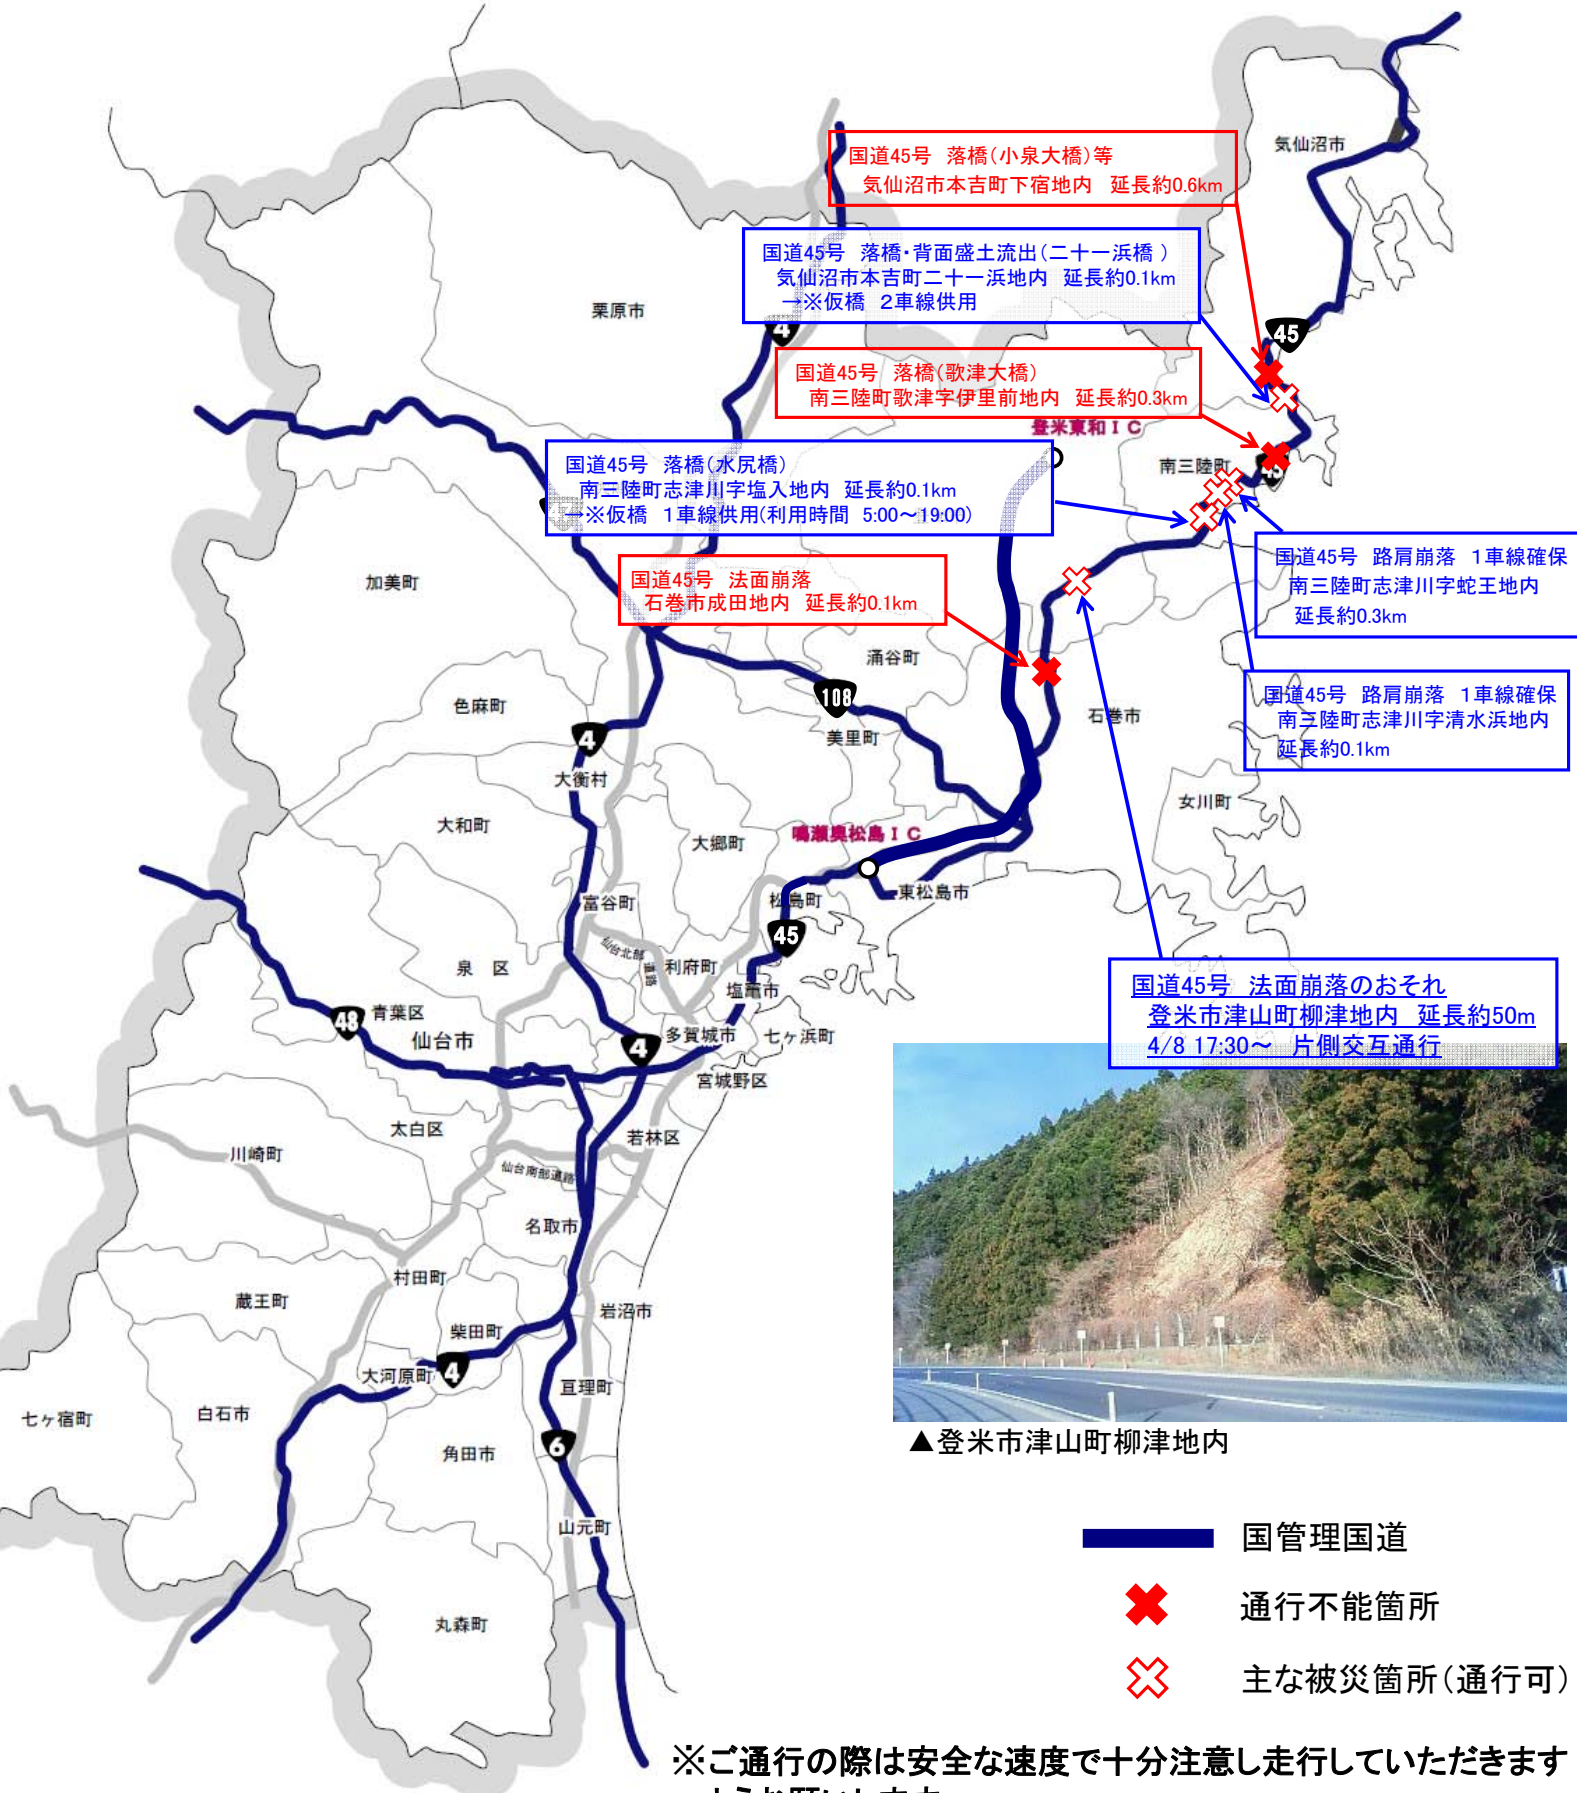 気仙沼市
国道45号 落橋（小泉大橋）等
気仙沼市本吉町下宿地内 延長約0.6km
国道45号 落橋・背面盛土流出（二十一浜橋 ）
気仙沼市本吉町二十一浜地内 延長約0.1km
→※仮橋 2車線供用
栗原市
4
45
国道45号 落橋（歌津大橋）
南三陸町歌津字伊里前地内 延長約0.3km
登米東和ＩＣ
国道45号 落橋（水尻橋）
南三陸町志津川字塩入地内 延長約0.1km
→※仮橋 1車線供用(利用時間 5:00～19:00)
南三陸町
45
国道45号 路肩崩落 1車線確保
南三陸町志津川字蛇王地内
延長約0.3km
国道45号 法面崩落
石巻市成田地内 延長約0.1km
加美町
涌谷町
国道45号 路肩崩落 1車線確保
南三陸町志津川字清水浜地内
延長約0.1km
色麻町
108
石巻市
4
美里町
大衡村
女川町
大和町
大郷町
鳴瀬奥松島ＩＣ
富谷町
松島町
東松島市
45
仙台北部道路
泉 区
利府町
塩竈市
国道45号 法面崩落のおそれ
登米市津山町柳津地内 延長約50m
4/8 17:30～ 片側交互通行
48
青葉区
仙台市
4
多賀城市
七ヶ浜町
宮城野区
太白区
若林区
川崎町
仙台南部道路
名取市
村田町
蔵王町
岩沼市
柴田町
大河原町
4
亘理町
七ヶ宿町
白石市
角田市
6
▲登米市津山町柳津地内
山元町
丸森町
国管理国道
通行不能箇所
主な被災箇所（通行可）
※ご通行の際は安全な速度で十分注意し走行していただきます